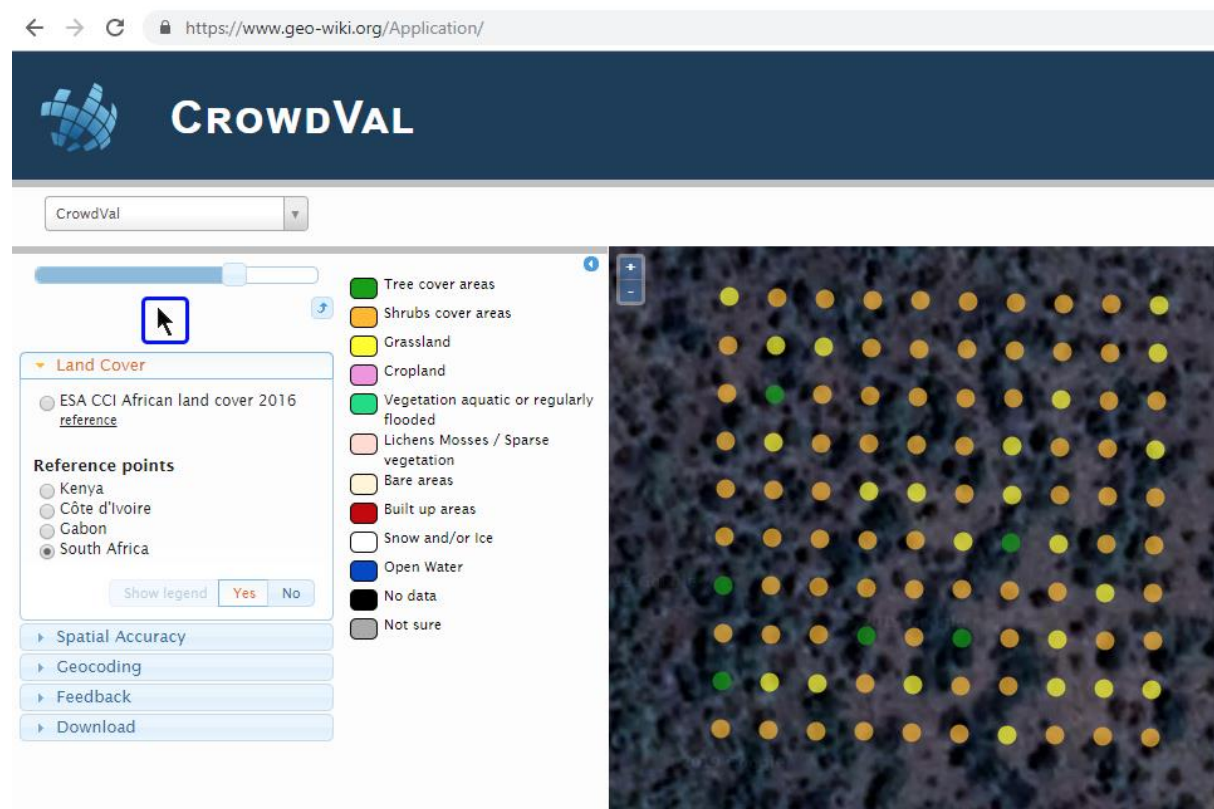 https://www.geo-wiki.org/Application/
CROWDVAL
CrowdVal
Land Cover
ESA CCI African land cover 2016
reference
Reference points
Kenya
Côte d'Ivoire
Gabon
South Africa
Show legend Yes No
Spatial Accuracy
Geocoding
Feedback
Download
Tree cover areas
Shrubs cover areas
Grassland
Cropland
Vegetation aquatic or regularly
flooded
Lichens Mosses / Sparse
vegetation
Bare areas
Built up areas
Snow and/or Ice
Open Water
No data
Not sure
+
-